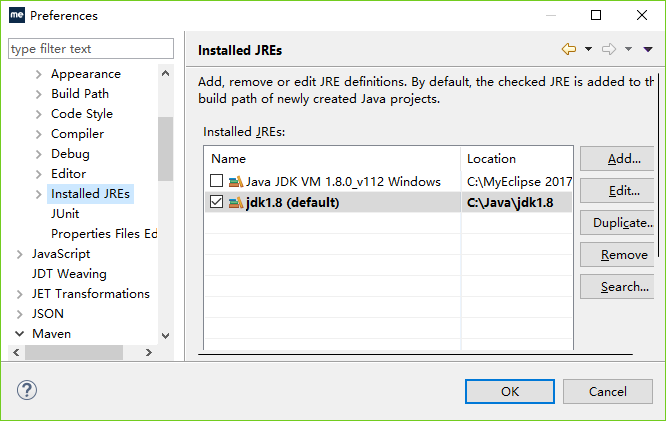 me Preferences
type filter text
Appearance
Build Path
Code Style
Compiler
Debug
Editor
Installed JREs
JUnit
Properties Files Ed
JavaScript
JDT Weaving
JET Transformations
JSON
Maven
Installed JREs
Add, remove or edit JRE definitions. By default, the checked JRE is added to th
build path of newly created Java projects.
Installed JREs:
Name Location
Java JDK VM 1.8.0_v112 Windows C:\MyEclipse 2017
jdk1.8 (default) C:\Java\jdk1.8
Add...
Edit...
Duplicate...
Remove
Search...
?
OK Cancel